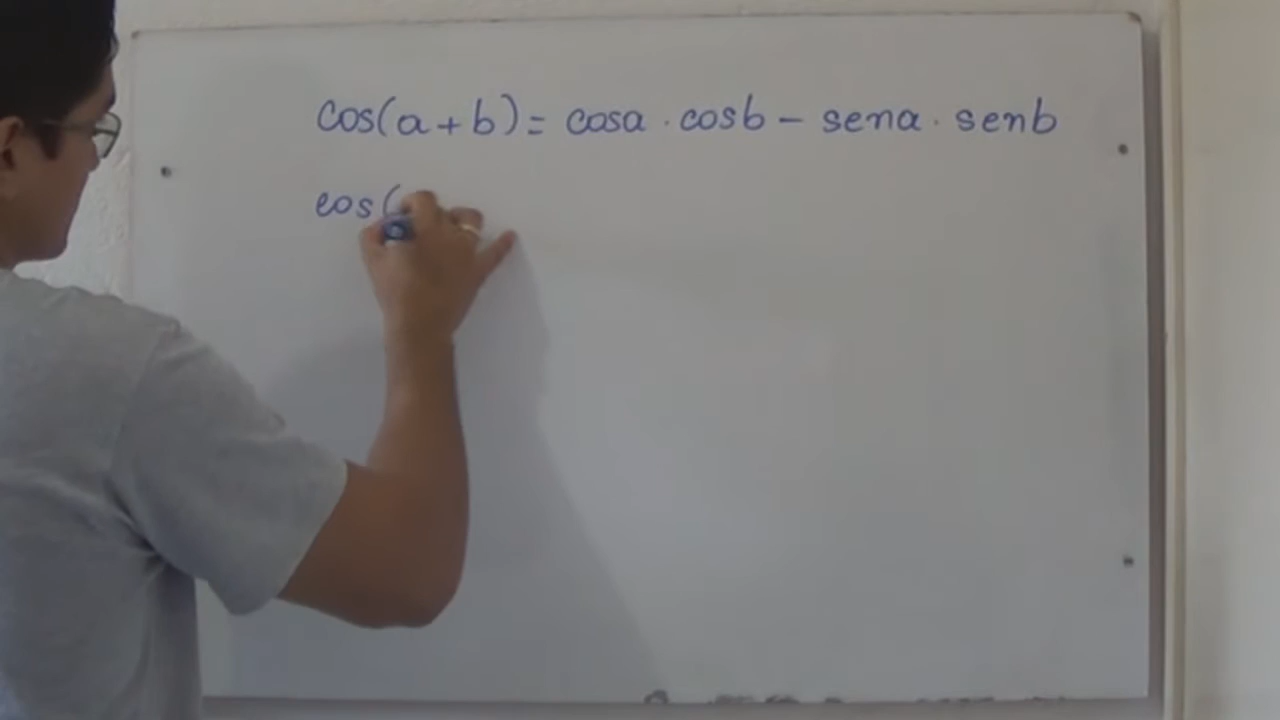 cos(a+b)= cosa · cosb - sena · senb
cos(